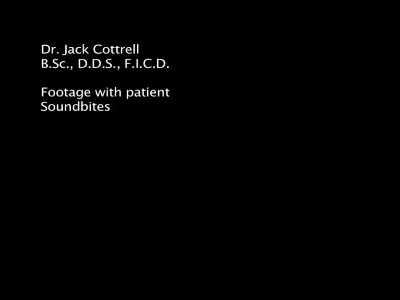 Dr. Jack Cottrell
B.Sc., D.D.S., F.I.C.D.
Footage with patient
Soundbites